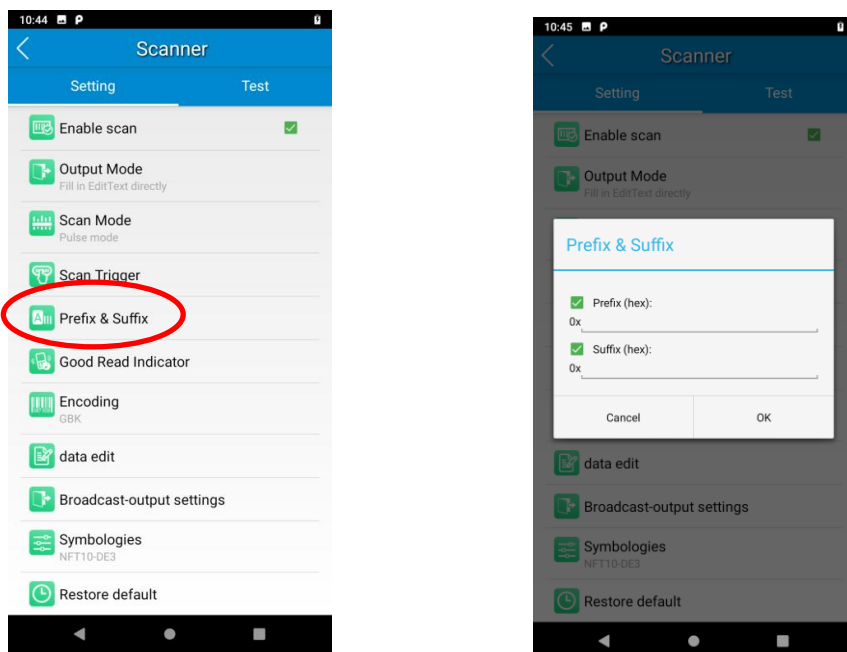 10:44 P
Scanner
Setting Test
Enable scan
Output Mode
Fill in EditText directly
Scan Mode
Pulse mode
Scan Trigger
Prefix & Suffix
Good Read Indicator
Encoding
GBK
data edit
Broadcast-output settings
Symbologies
NFT10-DE3
Restore default
10:45 P
Scanner
Setting Test
Enable scan
Output Mode
Fill in EditText directly
Prefix & Suffix
Prefix (hex):
0x
Suffix (hex):
0x
Cancel OK
data edit
Broadcast-output settings
Symbologies
NFT10-DE3
Restore default